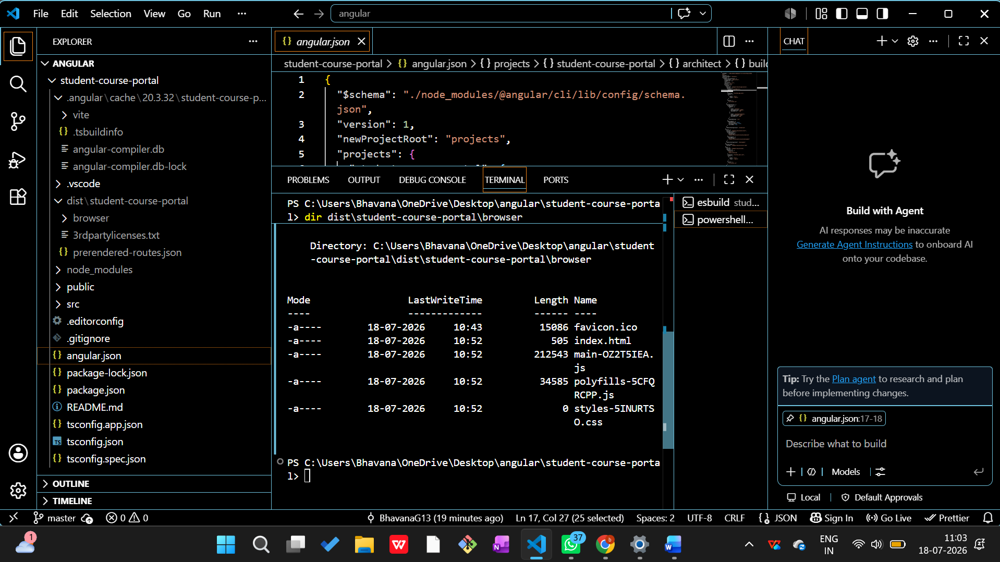 File Edit Selection View Go Run ···
angular
EXPLORER
ANGULAR
student-course-portal
.angular\cache\20.3.32\student-course-p...
vite
.tsbuildinfo
angular-compiler.db
angular-compiler.db-lock
.vscode
dist\student-course-portal
browser
3rdpartylicenses.txt
prerendered-routes.json
node_modules
public
src
.editorconfig
.gitignore
angular.json
package-lock.json
package.json
README.md
tsconfig.app.json
tsconfig.json
tsconfig.spec.json
OUTLINE
TIMELINE
{} angular.json
student-course-portal > {} angular.json > {} projects > {} student-course-portal > {} architect > {} build
1 {
2 "$schema": "./node_modules/@angular/cli/lib/config/schema.
json",
3 "version": 1,
4 "newProjectRoot": "projects",
5 "projects": {
PROBLEMS OUTPUT DEBUG CONSOLE TERMINAL PORTS
PS C:\Users\Bhavana\OneDrive\Desktop\angular\student-course-porta
l> dir dist\student-course-portal\browser
Directory: C:\Users\Bhavana\OneDrive\Desktop\angular\student
-course-portal\dist\student-course-portal\browser
Mode LastWriteTime Length Name
---- ------------- ------ ----
-a---- 18-07-2026 10:43 15086 favicon.ico
-a---- 18-07-2026 10:52 505 index.html
-a---- 18-07-2026 10:52 212543 main-OZ2T5IEA.
js
-a---- 18-07-2026 10:52 34585 polyfills-5CFQ
RCPP.js
-a---- 18-07-2026 10:52 0 styles-5INURTS
O.css
PS C:\Users\Bhavana\OneDrive\Desktop\angular\student-course-porta
l>
esbuild stud...
powershell...
CHAT
Build with Agent
AI responses may be inaccurate
Generate Agent Instructions to onboard AI
onto your codebase.
Tip: Try the Plan agent to research and plan
before implementing changes.
{} angular.json:17-18
Describe what to build
Models
Local Default Approvals
master 0 0 BhavanaG13 (19 minutes ago) Ln 17, Col 27 (25 selected) Spaces: 2 UTF-8 CRLF {} JSON Sign In Go Live Prettier
1
W
N
37
b
W
ENG
IN
11:03
18-07-2026